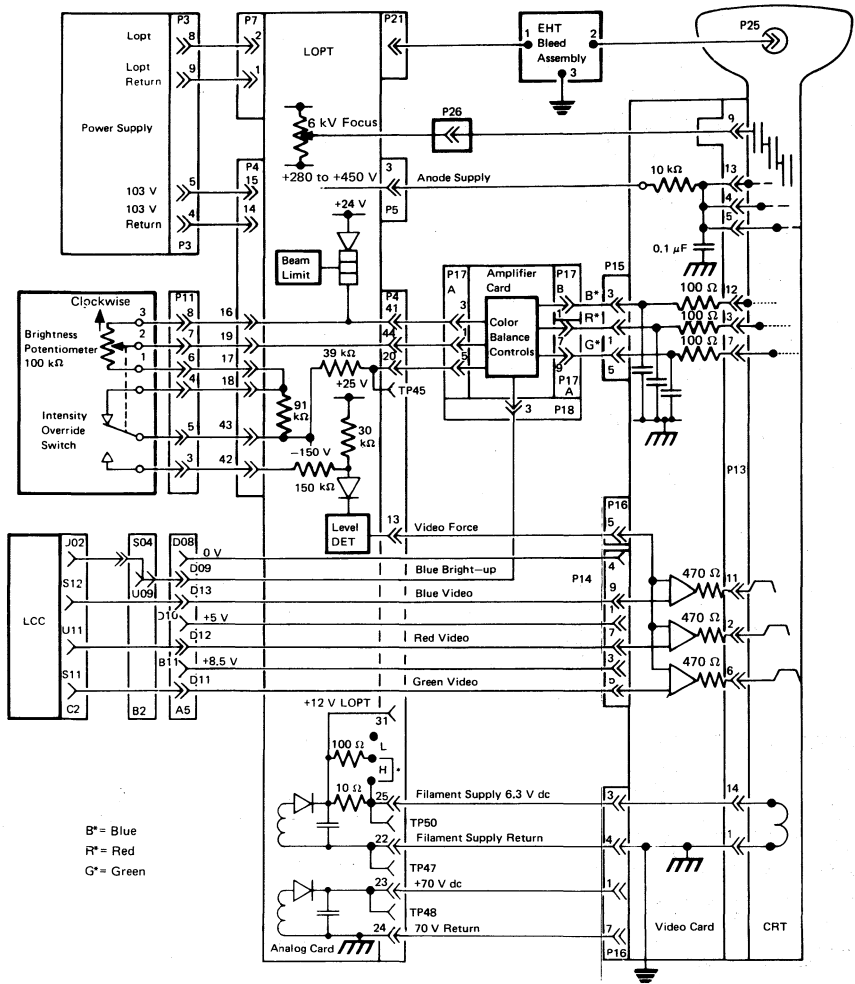 P3
P7
LOPT
P21
EHT
Bleed
Assembly
1
2
3
P25
Lopt
8
2
Lopt
Return
9
1
Power Supply
6 kV Focus
P26
9
+280 to +450 V
P4
3
Anode Supply
10 kΩ
13
4
5
103 V
5
15
103 V
Return
4
14
P3
P5
+24 V
0.1 µF
Beam
Limit
P17
A
Amplifier
Card
P17
B
P15
Clockwise
P11
P4
41
3
B*
3
100 Ω
12
3
8
16
Brightness
Potentiometer
100 kΩ
2
7
19
44
1
Color
Balance
Controls
1
R*
1
100 Ω
3
1
6
17
39 kΩ
20
5
7
G*
1
100 Ω
7
4
18
+25 V
TP45
9
P17
A
5
91
kΩ
3
P18
Intensity
Override
Switch
5
43
30
kΩ
-150 V
3
42
150 kΩ
P13
Level
DET
13
Video Force
P16
5
LCC
J02
S04
D08
0 V
4
D09
Blue Bright-up
P14
S12
U09
D13
Blue Video
9
470 Ω
11
D10
+5 V
1
U11
D12
Red Video
7
470 Ω
2
B11
+8.5 V
3
S11
D11
Green Video
5
470 Ω
6
C2
B2
A5
+12 V LOPT
31
100 Ω
L
H
*
10 Ω
25
Filament Supply 6.3 V dc
3
14
TP50
22
Filament Supply Return
4
1
TP47
B*= Blue
R*= Red
G*= Green
23
+70 V dc
1
TP48
24
70 V Return
7
Analog Card
P16
Video Card
CRT